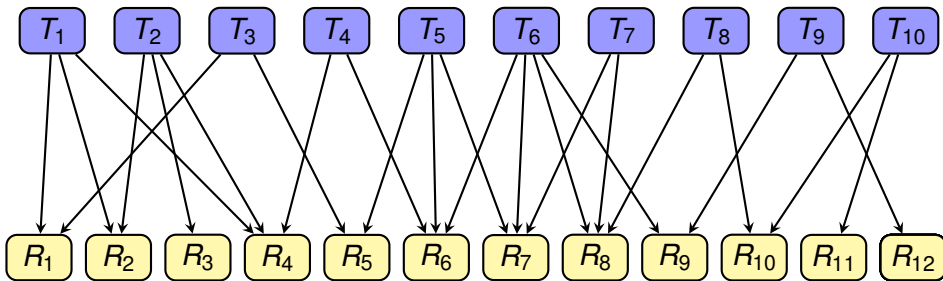 T₁ T₂ T₃ T₄ T₅ T₆ T₇ T₈ T₉ T₁₀
R₁ R₂ R₃ R₄ R₅ R₆ R₇ R₈ R₉ R₁₀ R₁₁ R₁₂